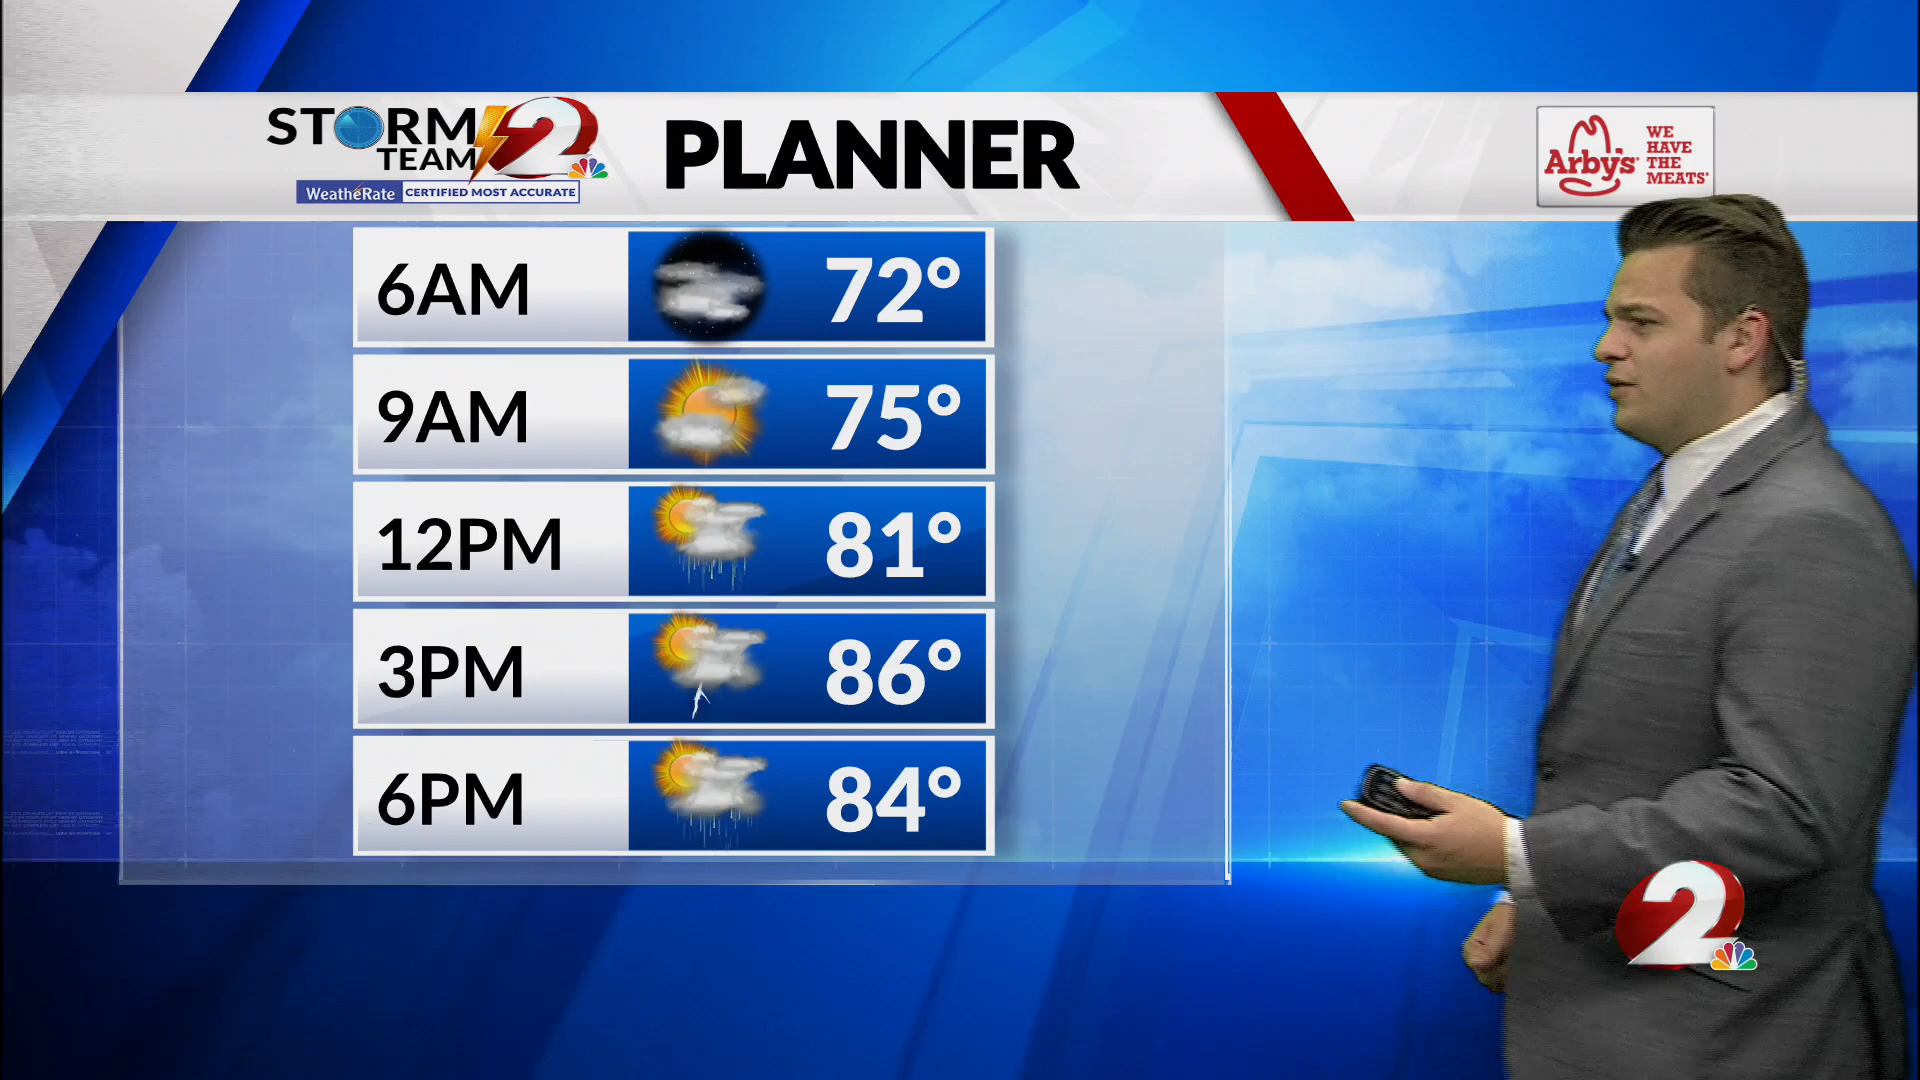 STORM
TEAM
2
WeatheRate CERTIFIED MOST ACCURATE
PLANNER
Arby's
WE
HAVE
THE
MEATS
6AM 72°
9AM 75°
12PM 81°
3PM 86°
6PM 84°
2